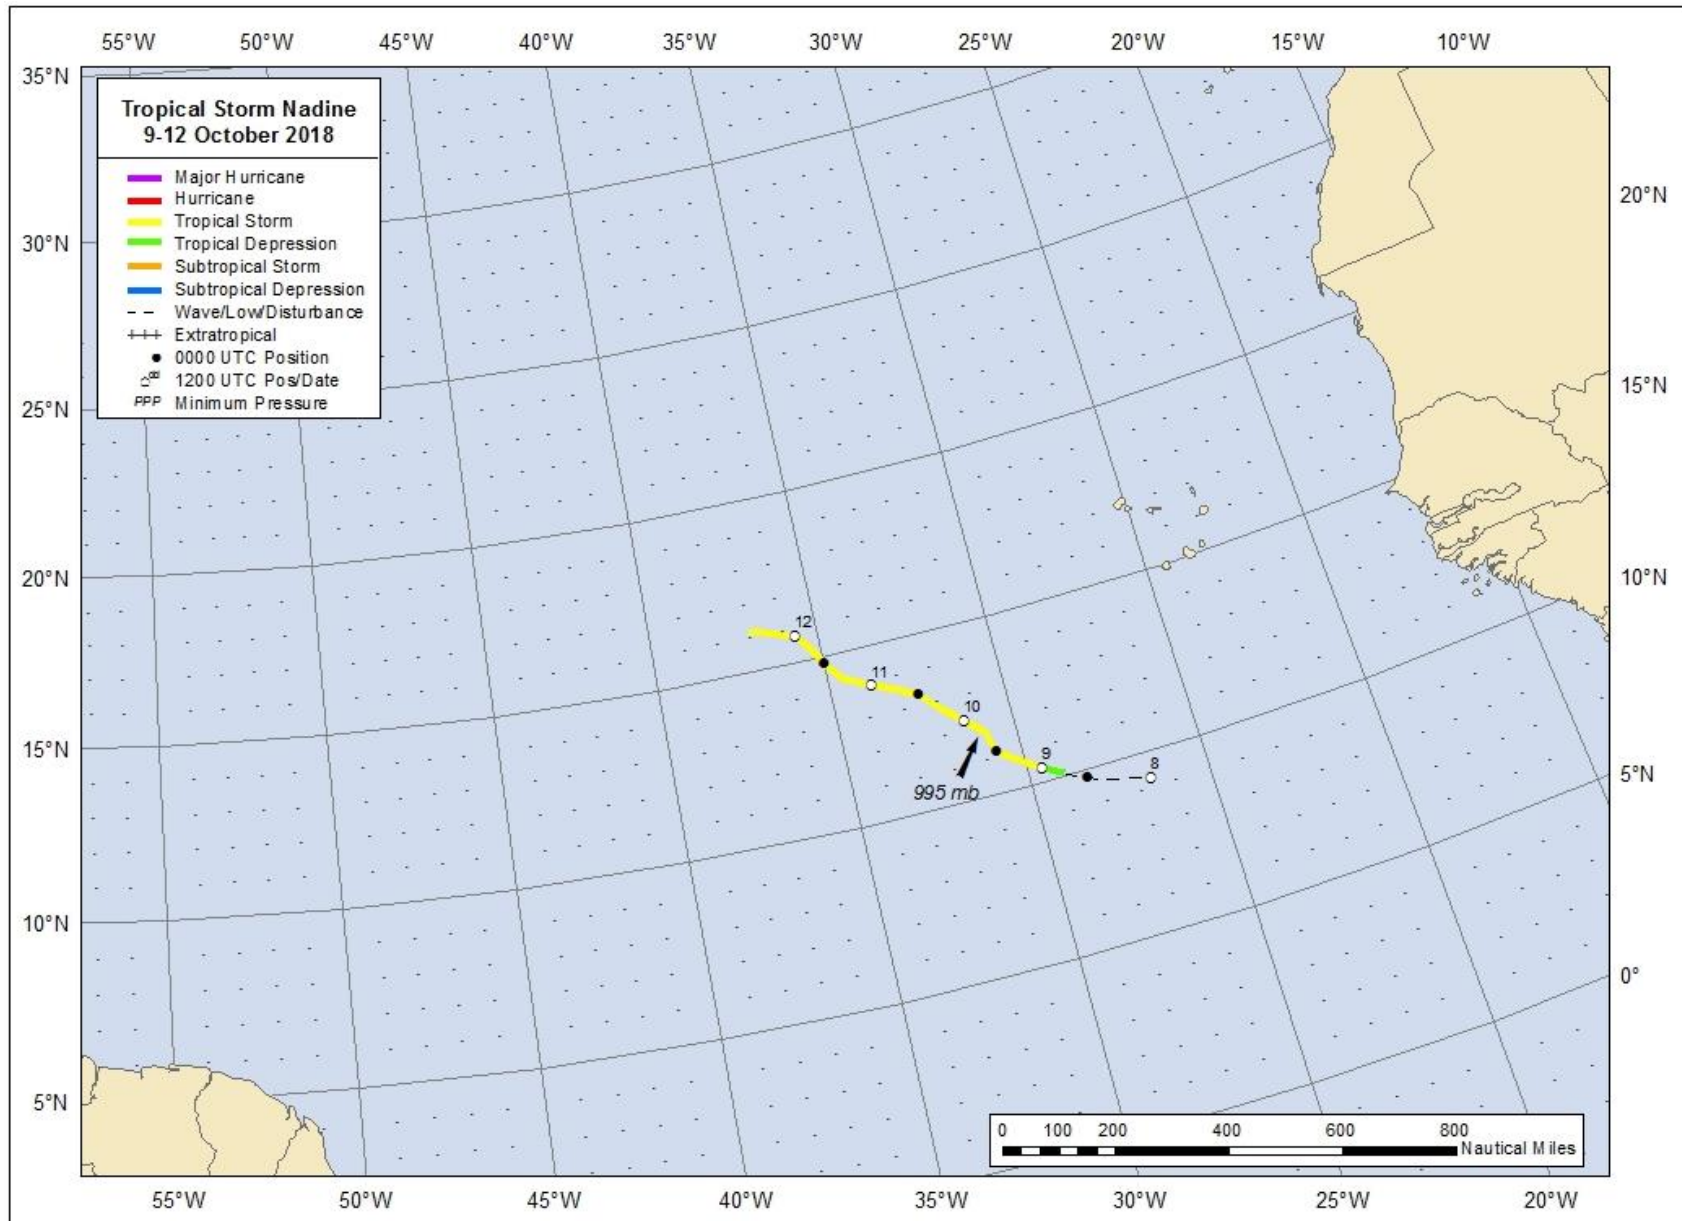 55°W 50°W 45°W 40°W 35°W 30°W 25°W 20°W 15°W 10°W
35°N
Tropical Storm Nadine
9-12 October 2018
Major Hurricane
Hurricane
Tropical Storm
Tropical Depression
Subtropical Storm
Subtropical Depression
Wave/Low/Disturbance
Extratropical
0000 UTC Position
1200 UTC Pos/Date
PPP Minimum Pressure
30°N
25°N
20°N
15°N
10°N
5°N
20°N
15°N
10°N
5°N
0°
12
11
10
9
8
995 mb
0 100 200 400 600 800
Nautical Miles
55°W 50°W 45°W 40°W 35°W 30°W 25°W 20°W